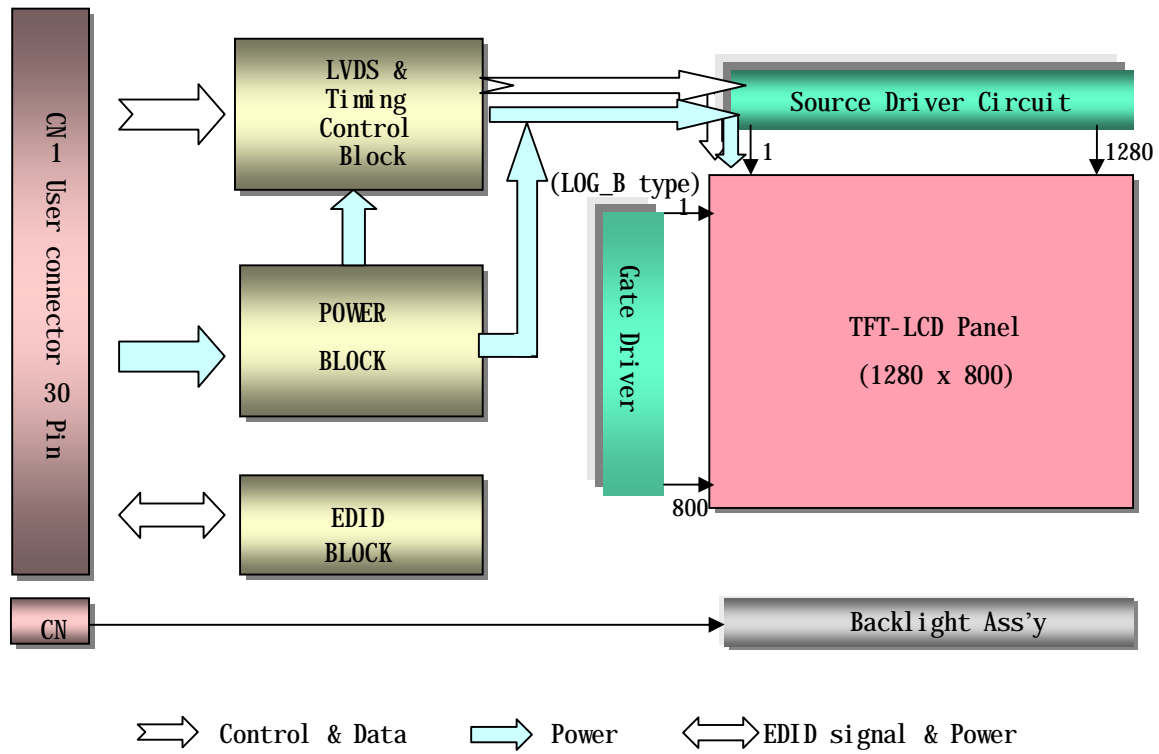 CN-1 User connector 30 Pin
LVDS &
Timing
Control
Block
Source Driver Circuit
1
1280
(LOG_B type)
1
Gate Driver
800
TFT-LCD Panel
(1280 x 800)
POWER
BLOCK
EDID
BLOCK
CN
Backlight Ass'y
Control & Data
Power
EDID signal & Power